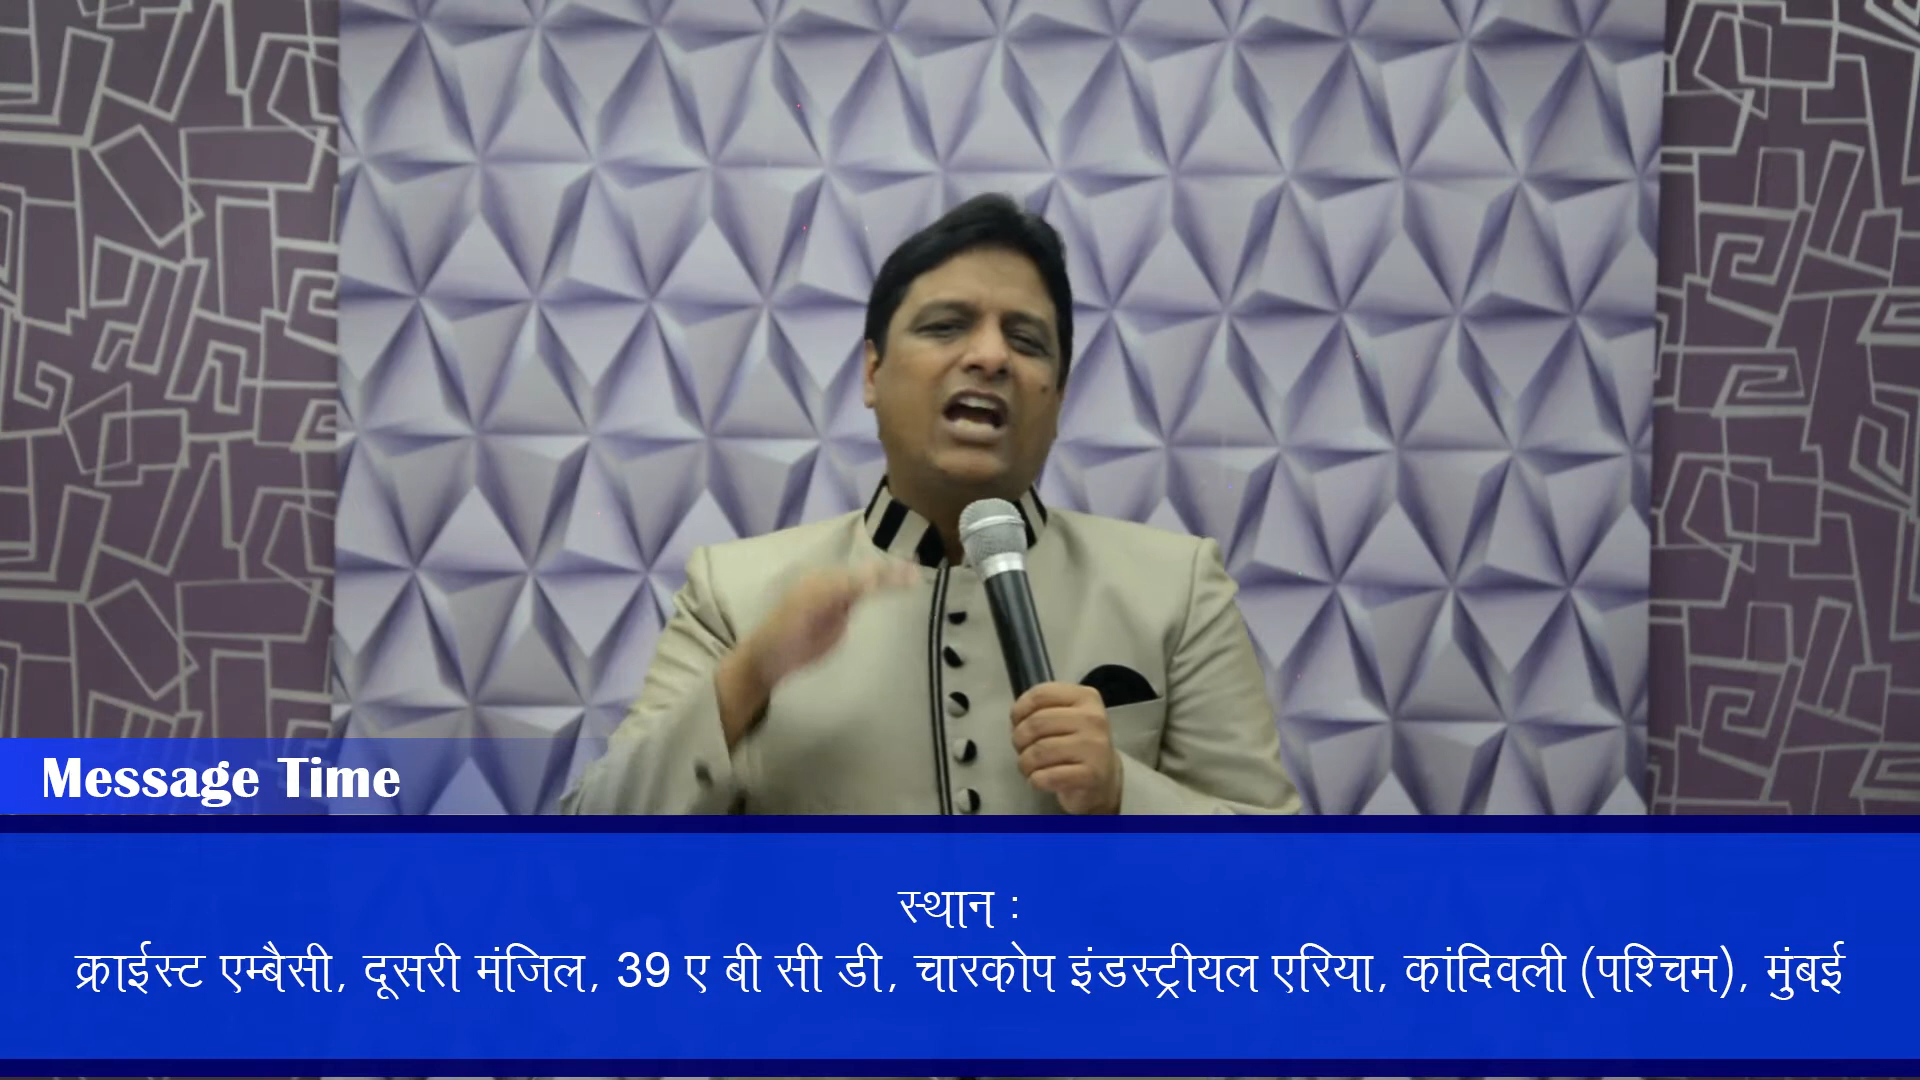 Message Time
स्थान :
क्राईस्ट एम्बैसी, दूसरी मंजिल, 39 ए बी सी डी, चारकोप इंडस्ट्रीयल एरिया, कांदिवली (पश्चिम), मुंबई